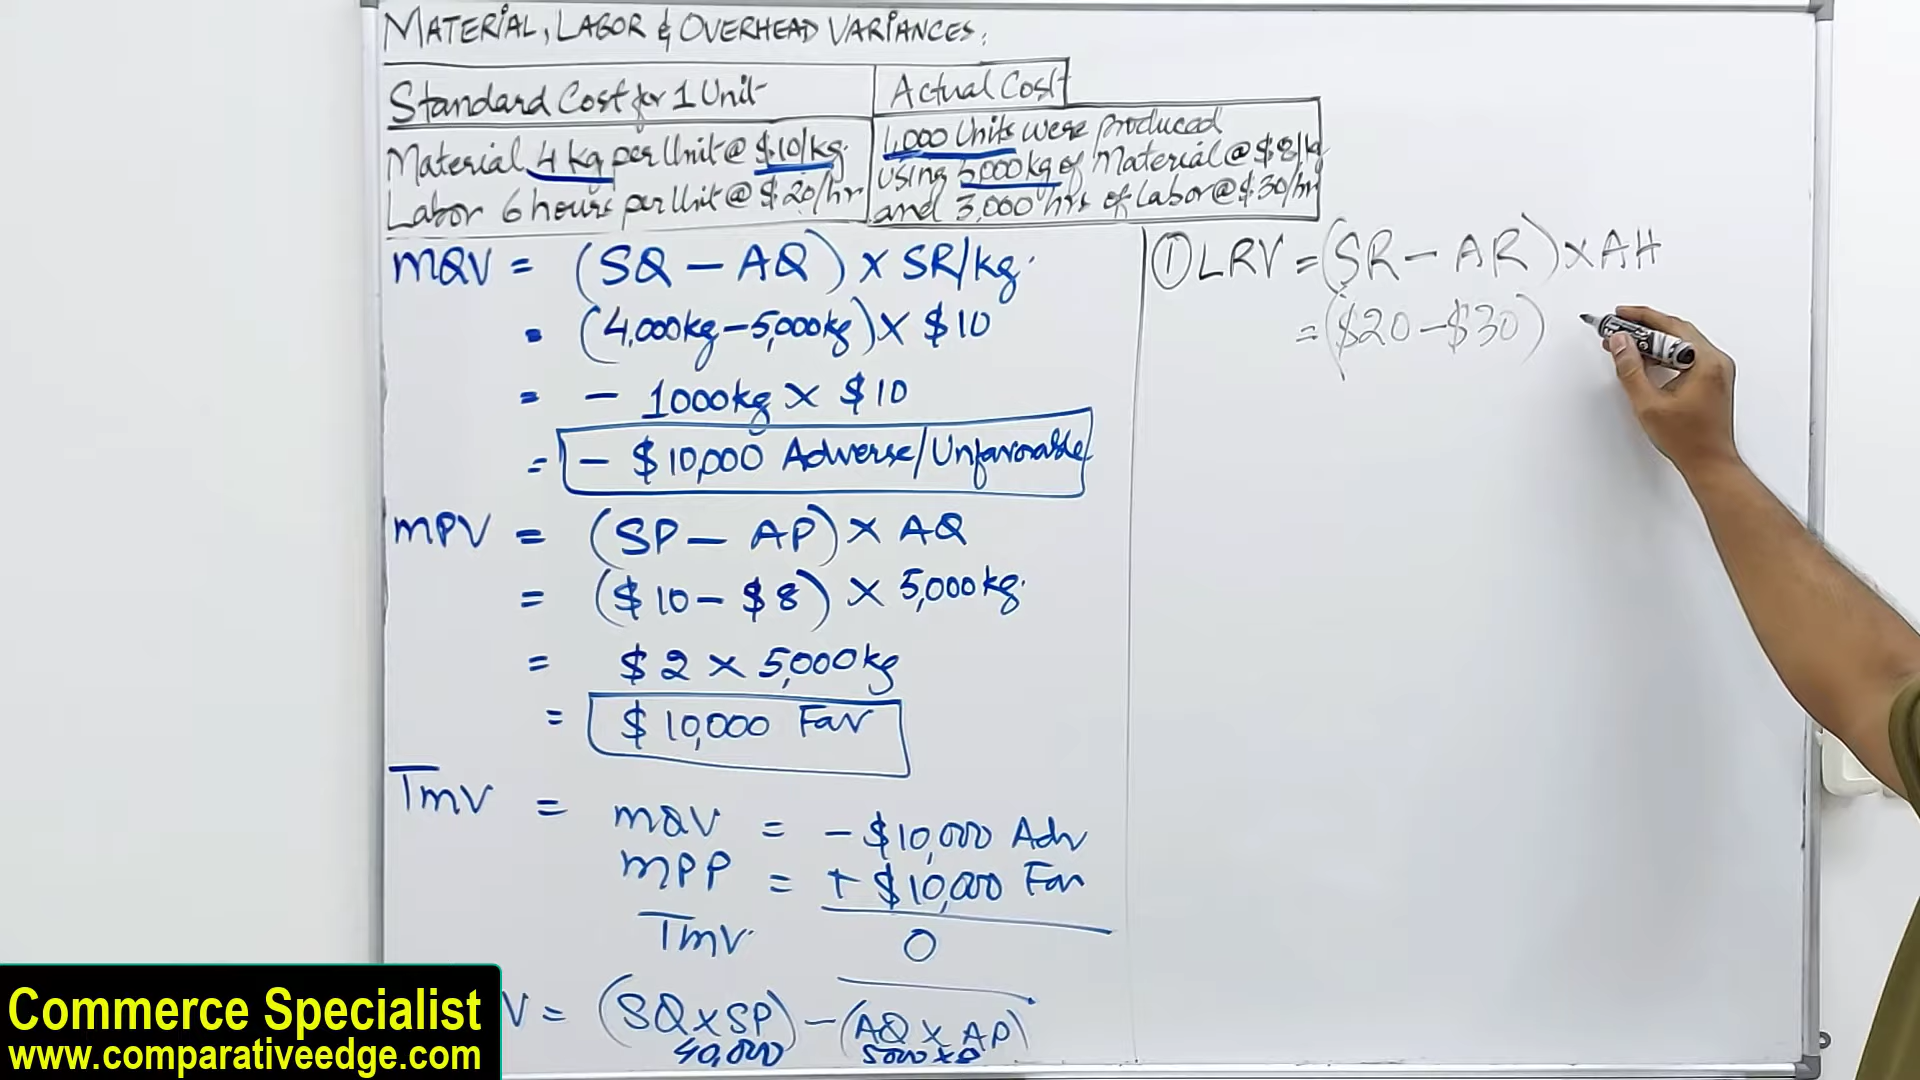 MATERIAL, LABOR & OVERHEAD VARIANCES.
Standard Cost for 1 Unit
Material 4 kg per Unit @ $10/kg.
Labor 6 hours per Unit @ $20/hr
Actual Cost
1,000 Units were produced
using 5,000kg of Material @ $8/kg
and 3,000 hrs of labor @ $30/hr
MQV = (SQ - AQ) x SR/kg.
= (4,000kg - 5,000kg) x $10
= - 1000kg x $10
= - $10,000 Adverse/Unfavorable
MPV = (SP - AP) x AQ
= ($10 - $8) x 5,000kg.
= $2 x 5,000kg
= $10,000 Fav
TMV = MQV = - $10,000 Adv
MPP = + $10,000 Fav
TMV. 0
V = (SQ x SP) - (AQ x AP)
40,000 5000 x 8
① LRV = (SR - AR) x AH
= ($20 - $30)
Commerce Specialist
www.comparativeedge.com